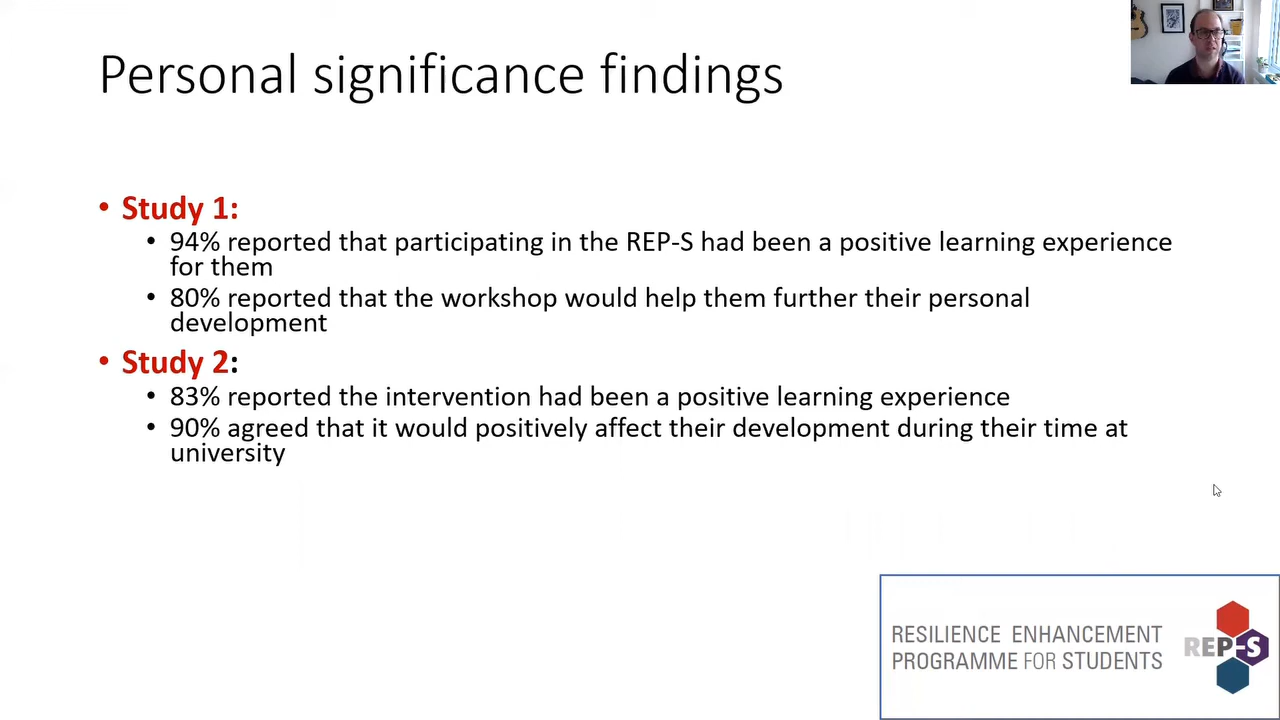 Personal significance findings
• Study 1:
• 94% reported that participating in the REP-S had been a positive learning experience
for them
• 80% reported that the workshop would help them further their personal
development
• Study 2:
• 83% reported the intervention had been a positive learning experience
• 90% agreed that it would positively affect their development during their time at
university
RESILIENCE ENHANCEMENT
PROGRAMME FOR STUDENTS
REP-S